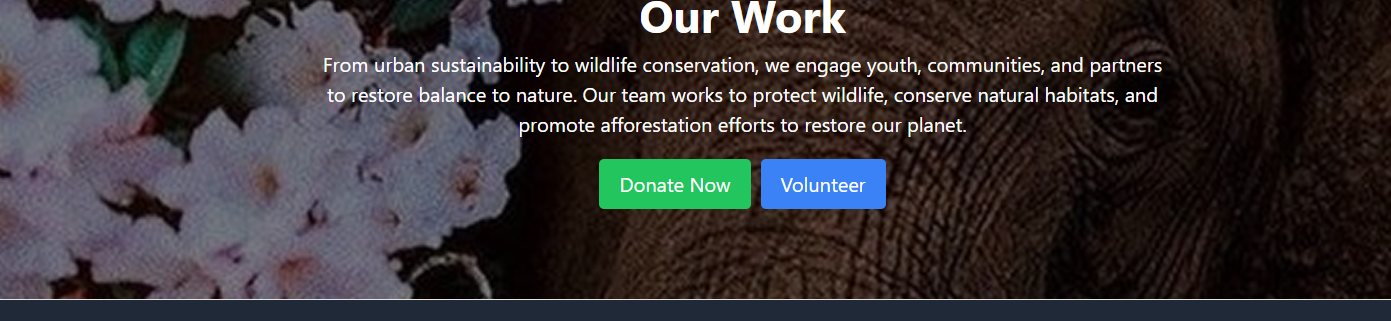 Our Work
From urban sustainability to wildlife conservation, we engage youth, communities, and partners
to restore balance to nature. Our team works to protect wildlife, conserve natural habitats, and
promote afforestation efforts to restore our planet.
Donate Now
Volunteer